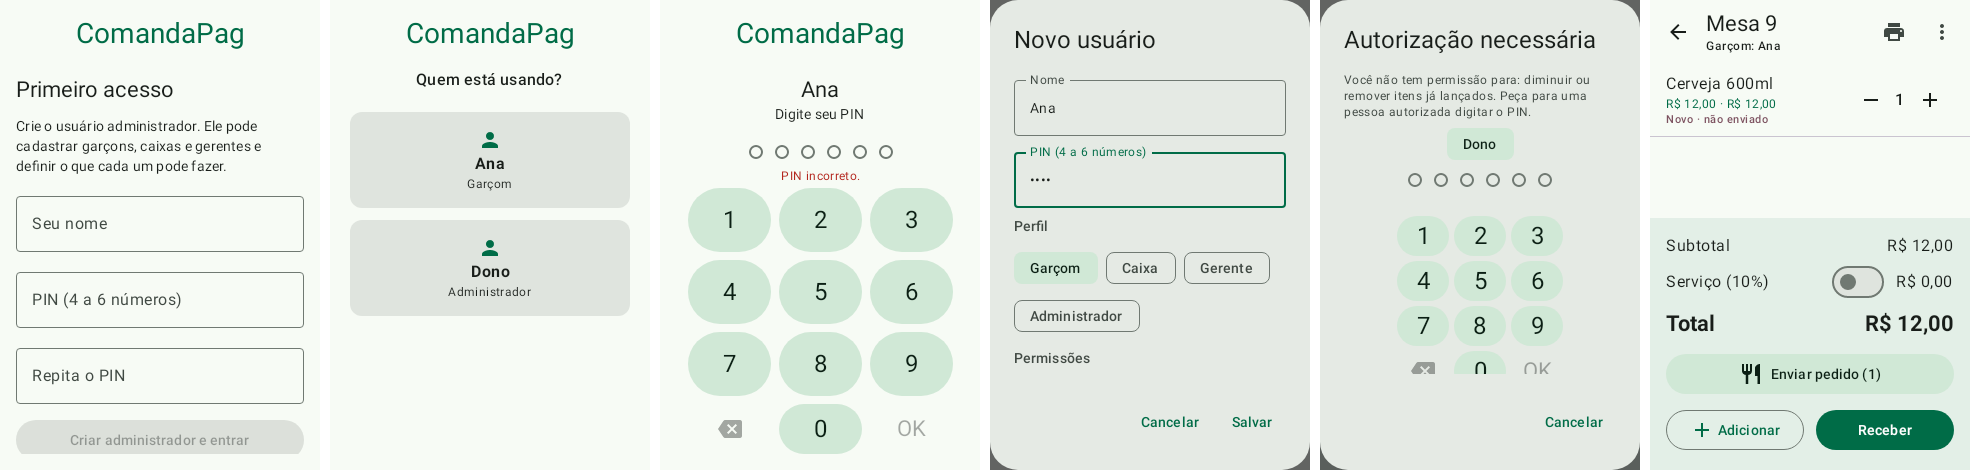 ComandaPag
Primeiro acesso
Crie o usuário administrador. Ele pode
cadastrar garçons, caixas e gerentes e
definir o que cada um pode fazer.
Seu nome
PIN (4 a 6 números)
Repita o PIN
Criar administrador e entrar
ComandaPag
Quem está usando?
Ana
Garçom
Dono
Administrador
ComandaPag
Ana
Digite seu PIN
PIN incorreto.
1 2 3
4 5 6
7 8 9
0 OK
Novo usuário
Nome
Ana
PIN (4 a 6 números)
••••
Perfil
Garçom Caixa Gerente
Administrador
Permissões
Cancelar Salvar
Autorização necessária
Você não tem permissão para: diminuir ou
remover itens já lançados. Peça para uma
pessoa autorizada digitar o PIN.
Dono
1 2 3
4 5 6
7 8 9
0 OK
Cancelar
Mesa 9
Garçom: Ana
Cerveja 600ml
R$ 12,00 · R$ 12,00
Novo · não enviado
— 1 +
Subtotal R$ 12,00
Serviço (10%) R$ 0,00
Total R$ 12,00
Enviar pedido (1)
+ Adicionar Receber